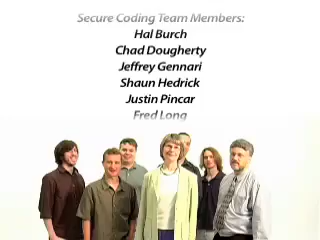 Secure Coding Team Members:
Hal Burch
Chad Dougherty
Jeffrey Gennari
Shaun Hedrick
Justin Pincar
Fred Long